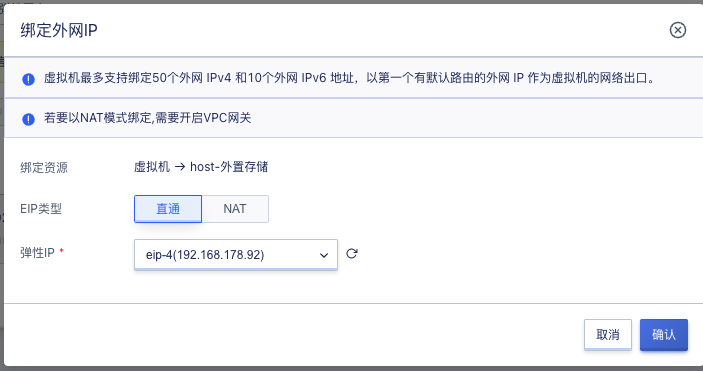 绑定外网IP
虚拟机最多支持绑定50个外网 IPv4 和10个外网 IPv6 地址，以第一个有默认路由的外网 IP 作为虚拟机的网络出口。
若要以NAT模式绑定,需要开启VPC网关
绑定资源 虚拟机 → host-外置存储
EIP类型 直通 NAT
弹性IP * eip-4(192.168.178.92)
取消 确认